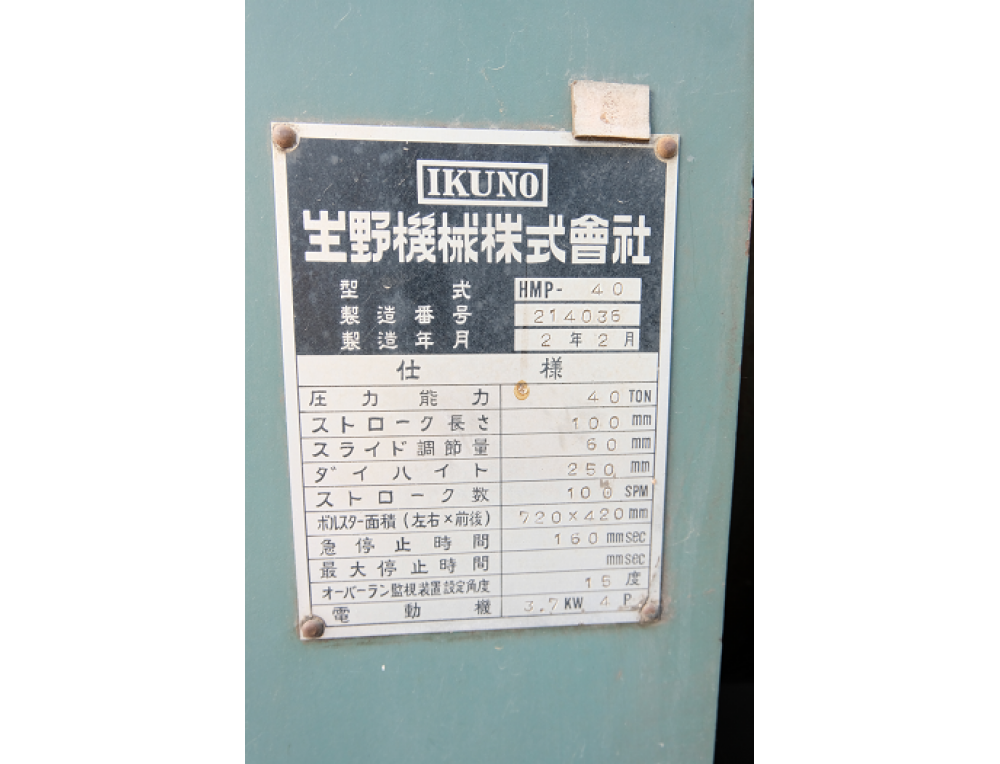 IKUNO
生野機械株式會社
型式 HMP- 40
製造番号 214036
製造年月 2年2月
仕様
圧力能力 40 TON
ストローク長さ 100 mm
スライド調節量 60 mm
ダイハイト 250 mm
ストローク数 100 SPM
ボルスター面積(左右×前後) 720×420mm
急停止時間 160 mmsec
最大停止時間 mmsec
オーバーラン監視装置設定角度 15 度
電動機 3.7 KW 4 P